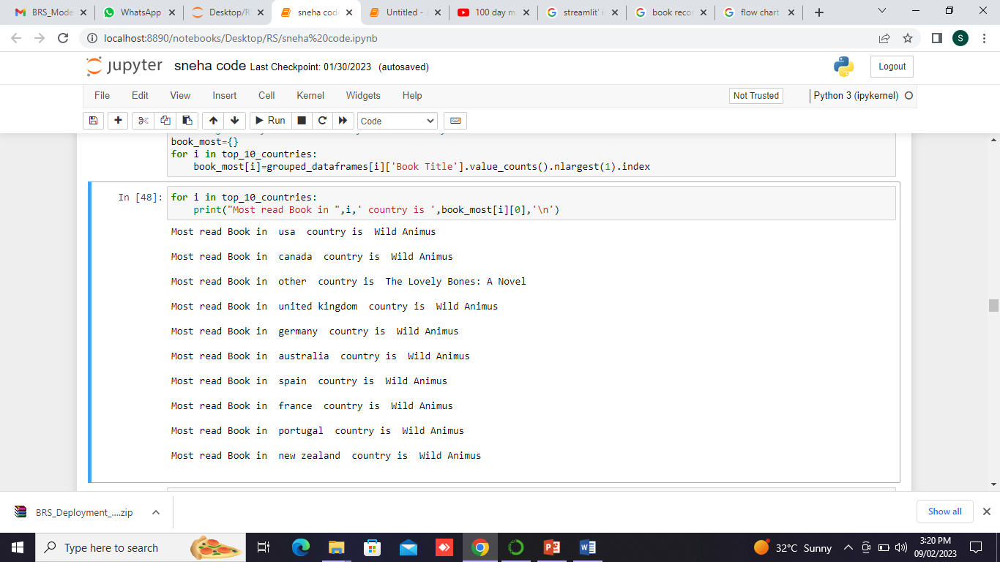 BRS_Mode
WhatsApp
Desktop/R
sneha cod
Untitled -
100 day m
streamlit' i
book recor
flow chart
localhost:8890/notebooks/Desktop/RS/sneha%20code.ipynb
S
jupyter sneha code Last Checkpoint: 01/30/2023 (autosaved)
Logout
File Edit View Insert Cell Kernel Widgets Help
Not Trusted
Python 3 (ipykernel)
Run
Code
book_most={}
for i in top_10_countries:
    book_most[i]=grouped_dataframes[i]['Book Title'].value_counts().nlargest(1).index
In [48]: for i in top_10_countries:
    print("Most read Book in ",i,' country is ',book_most[i][0],'\n')
Most read Book in  usa  country is  Wild Animus
Most read Book in  canada  country is  Wild Animus
Most read Book in  other  country is  The Lovely Bones: A Novel
Most read Book in  united kingdom  country is  Wild Animus
Most read Book in  germany  country is  Wild Animus
Most read Book in  australia  country is  Wild Animus
Most read Book in  spain  country is  Wild Animus
Most read Book in  france  country is  Wild Animus
Most read Book in  portugal  country is  Wild Animus
Most read Book in  new zealand  country is  Wild Animus
BRS_Deployment_....zip
Show all
Type here to search
32°C Sunny
3:20 PM
09/02/2023